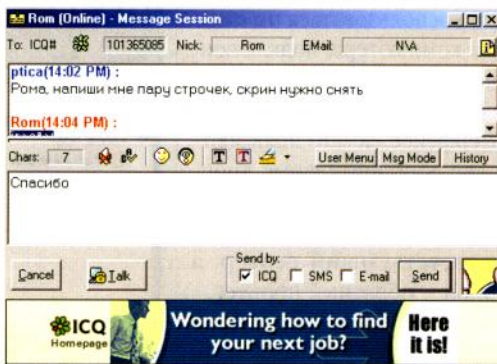 Rom (Online) - Message Session
To: ICQ# 101365085 Nick: Rom EMail: N\A
ptica(14:02 PM) :
Рома, напиши мне пару строчек, скрин нужно снять
Rom(14:04 PM) :
Chars: 7 T T User Menu Msg Mode History
Спасибо
Send by:
Cancel Talk ICQ SMS E-mail Send
ICQ Wondering how to find Here
Homepage your next job? it is!